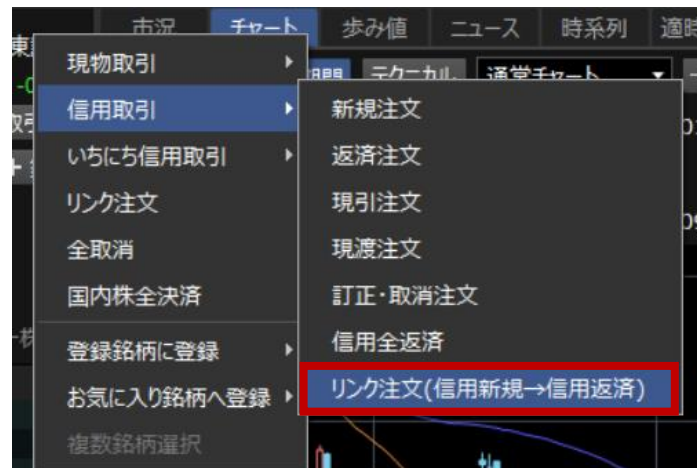 市況 チャート 歩み値 ニュース 時系列 適時
現物取引
テクニカル 通常チャート
信用取引
新規注文
いちにち信用取引
返済注文
リンク注文
現引注文
全取消
現渡注文
国内株全決済
訂正・取消注文
登録銘柄に登録
信用全返済
お気に入り銘柄へ登録
リンク注文(信用新規→信用返済)
複数銘柄選択